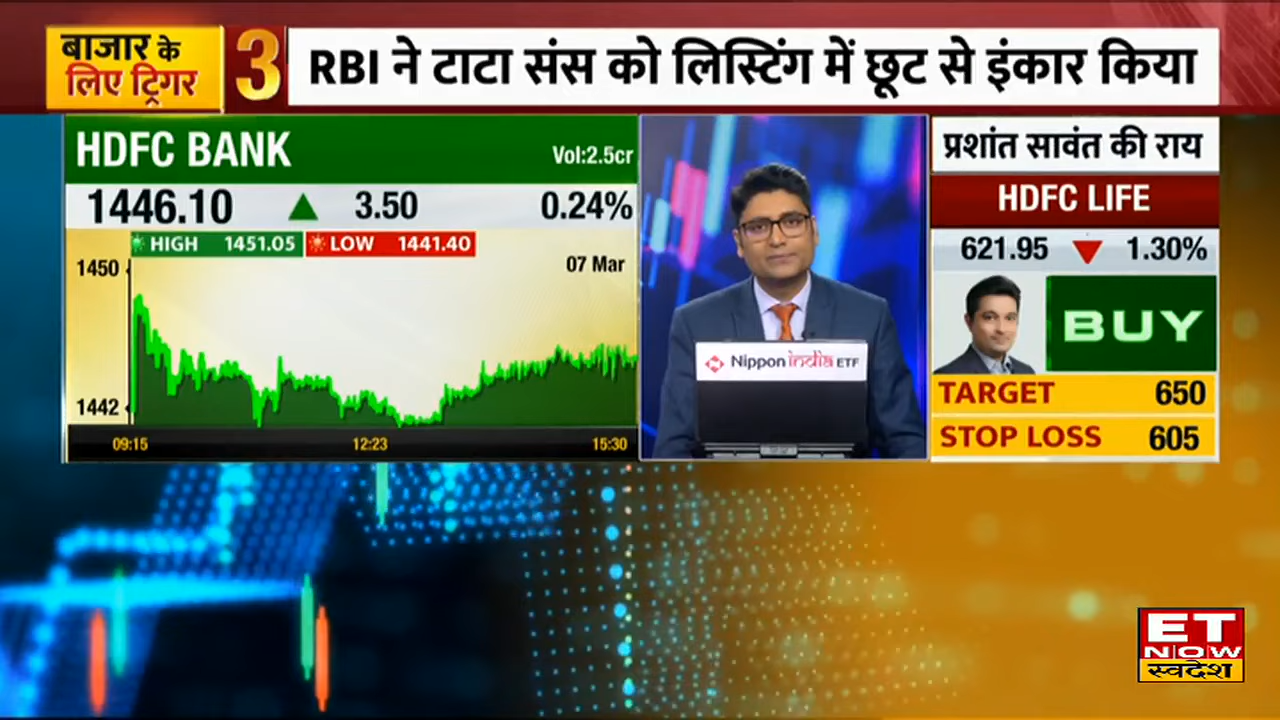 बाजार के
लिए ट्रिगर
3
RBI ने टाटा संस को लिस्टिंग में छूट से इंकार किया
HDFC BANK
Vol:2.5cr
1446.10 ▲ 3.50 0.24%
HIGH 1451.05 LOW 1441.40
07 Mar
1450
1442
09:15 12:23 15:30
Nippon india ETF
प्रशांत सावंत की राय
HDFC LIFE
621.95 ▼ 1.30%
BUY
TARGET 650
STOP LOSS 605
ET
NOW
स्वदेश